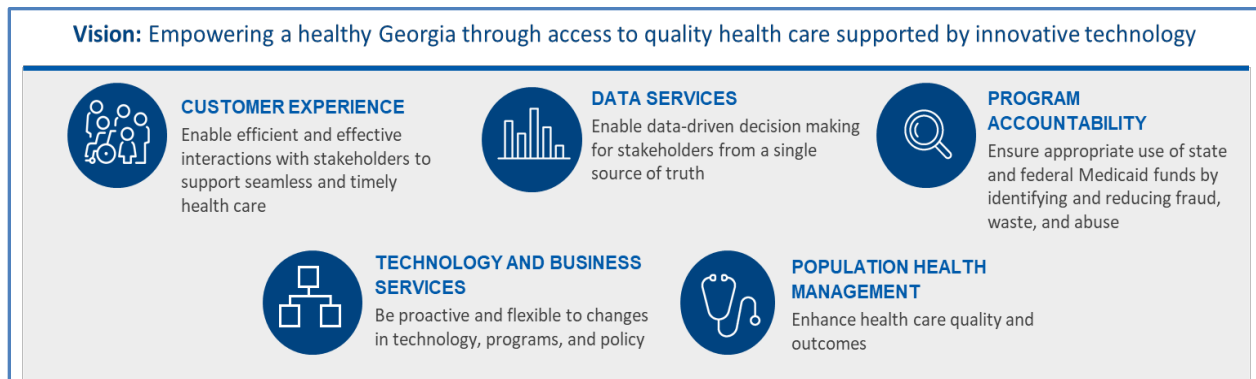 Vision: Empowering a healthy Georgia through access to quality health care supported by innovative technology
CUSTOMER EXPERIENCE
Enable efficient and effective
interactions with stakeholders to
support seamless and timely
health care
DATA SERVICES
Enable data-driven decision making
for stakeholders from a single
source of truth
PROGRAM
ACCOUNTABILITY
Ensure appropriate use of state
and federal Medicaid funds by
identifying and reducing fraud,
waste, and abuse
TECHNOLOGY AND BUSINESS
SERVICES
Be proactive and flexible to changes
in technology, programs, and policy
POPULATION HEALTH
MANAGEMENT
Enhance health care quality and
outcomes